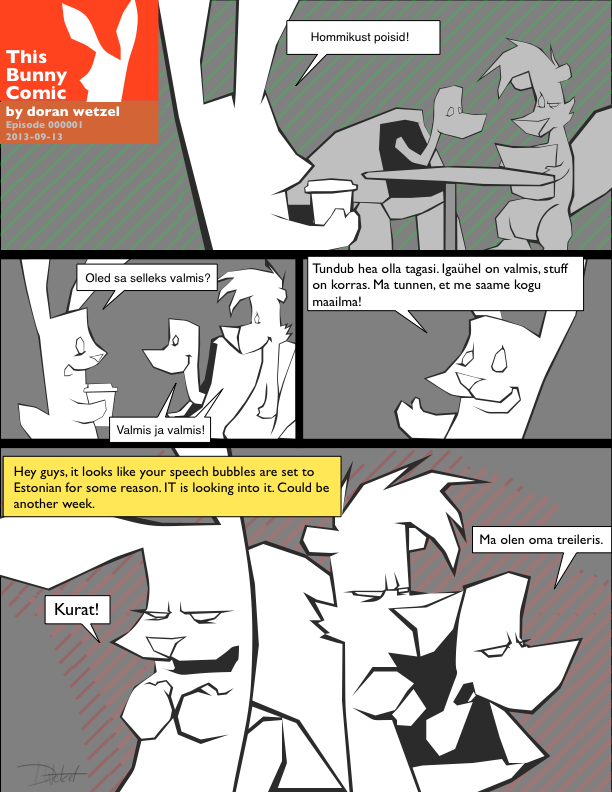 This
Bunny
Comic
by doran wetzel
Episode 000001
2013-09-13
Hommikust poisid!
Oled sa selleks valmis?
Valmis ja valmis!
Tundub hea olla tagasi. Igaühel on valmis, stuff
on korras. Ma tunnen, et me saame kogu
maailma!
Hey guys, it looks like your speech bubbles are set to
Estonian for some reason. IT is looking into it. Could be
another week.
Ma olen oma treileris.
Kurat!